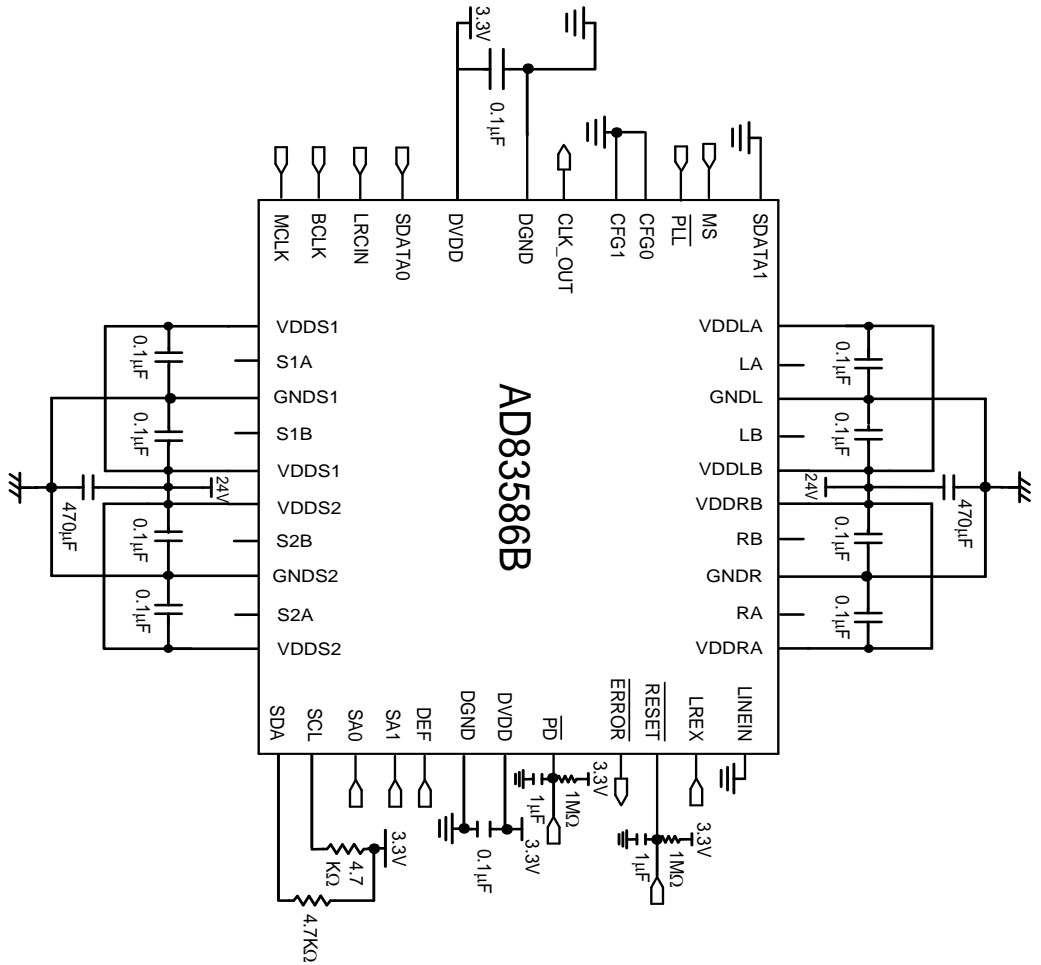 3.3V
0.1µF
MCLK
BCLK
LRCIN
SDATA0
DVDD
DGND
CLK_OUT
CFG1
CFG0
PLL
MS
SDATA1
VDDS1
S1A
GNDS1
S1B
VDDS1
VDDS2
S2B
GNDS2
S2A
VDDS2
0.1µF
0.1µF
24V
470µF
0.1µF
0.1µF
AD83586B
VDDLA
LA
GNDL
LB
VDDLB
VDDRB
RB
GNDR
RA
VDDRA
0.1µF
0.1µF
24V
470µF
0.1µF
0.1µF
SDA
SCL
SA0
SA1
DEF
DGND
DVDD
PD
ERROR
RESET
LREX
LINEIN
3.3V
4.7
KΩ
4.7KΩ
0.1µF
3.3V
1µF
1MΩ
3.3V
1µF
1MΩ
3.3V